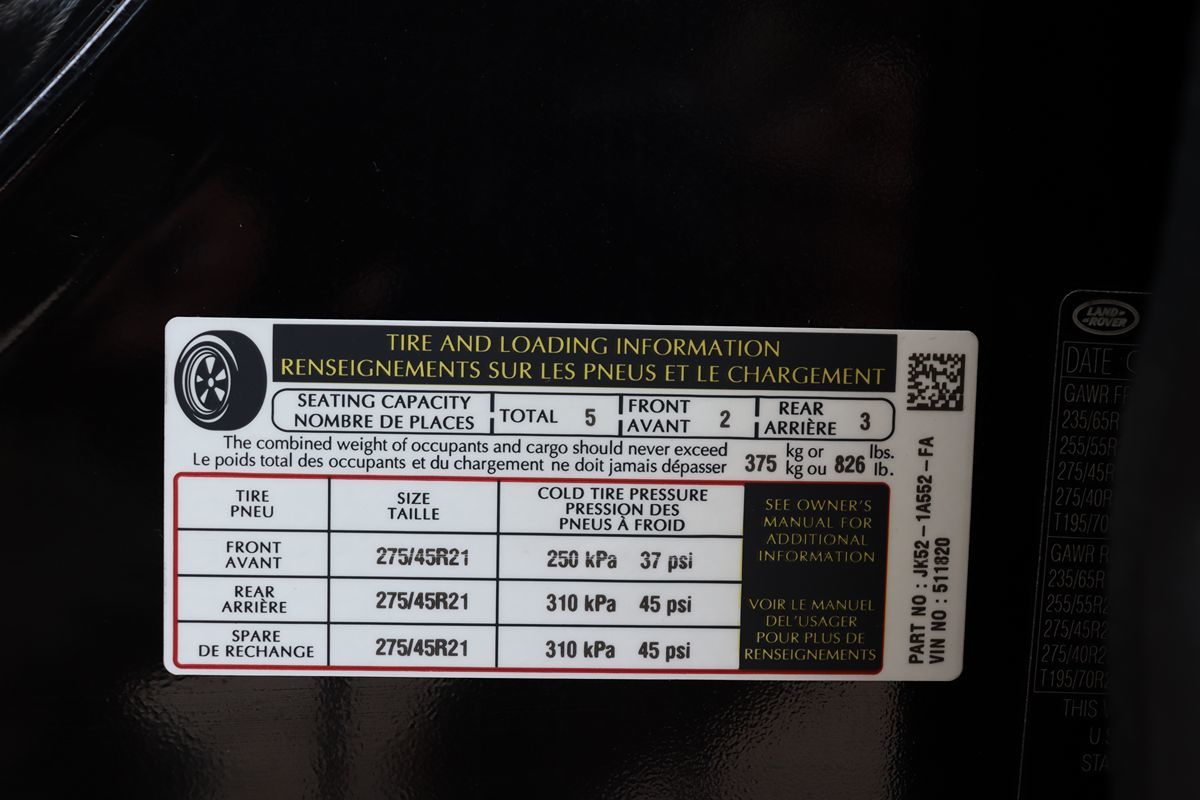 TIRE AND LOADING INFORMATION
RENSEIGNEMENTS SUR LES PNEUS ET LE CHARGEMENT
SEATING CAPACITY
NOMBRE DE PLACES
TOTAL 5
FRONT
AVANT
2
REAR
ARRIÈRE
3
The combined weight of occupants and cargo should never exceed
Le poids total des occupants et du chargement ne doit jamais dépasser
375 kg or
kg ou
826 lbs.
lb.
TIRE
PNEU
SIZE
TAILLE
COLD TIRE PRESSURE
PRESSION DES
PNEUS À FROID
FRONT
AVANT
275/45R21
250 kPa 37 psi
REAR
ARRIÈRE
275/45R21
310 kPa 45 psi
SPARE
DE RECHANGE
275/45R21
310 kPa 45 psi
SEE OWNER'S
MANUAL FOR
ADDITIONAL
INFORMATION
VOIR LE MANUEL
DEL'USAGER
POUR PLUS DE
RENSEIGNEMENTS
PART NO : JK52-1A552-FA
VIN NO : 511820
LAND
ROVER
DATE
GAWR
235/65R
255/55R
275/45R
275/40R
T195/70
GAWR R
235/65R
255/55R2
275/45R2
275/40R2
T195/70R2
THIS
U.S
STA